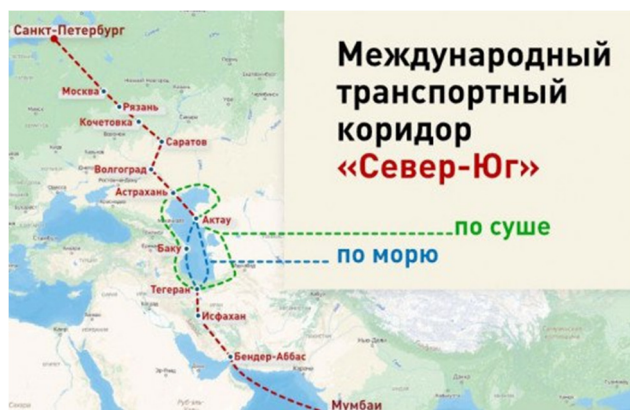 Санкт-Петербург
Международный
транспортный
коридор
«Север-Юг»
Москва
Рязань
Кочетовка
Саратов
Волгоград
Астрахань
Актау
по суше
Баку
по морю
Тегеран
Исфахан
Бендер-Аббас
Мумбаи